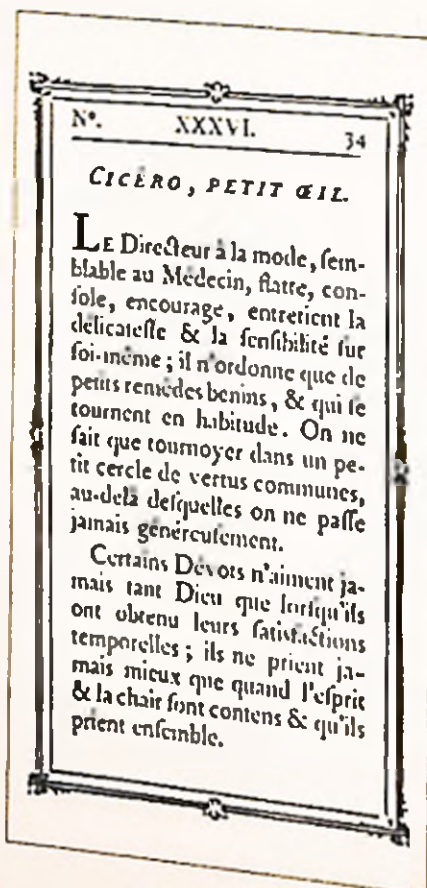 Nº. XXXVI. 34
CICÉRO, PETIT ŒIL.
LE Directeur à la mode, ſem-
blable au Médecin, flatte, con-
ſole, encourage, entretient la
délicateſſe & la ſenſibilité ſur
ſoi-même ; il n'ordonne que de
petits remèdes benins, & qui ſe
tournent en habitude. On ne
fait que tournoyer dans un pe-
tit cercle de vertus communes,
au-delà deſquelles on ne paſſe
jamais généreuſement.
Certains Dévots n'aiment ja-
mais tant Dieu que lorſqu'ils
ont obtenu leurs ſatisfactions
temporelles ; ils ne prient ja-
mais mieux que quand l'eſprit
& la chair ſont contens & qu'ils
prient enſemble.